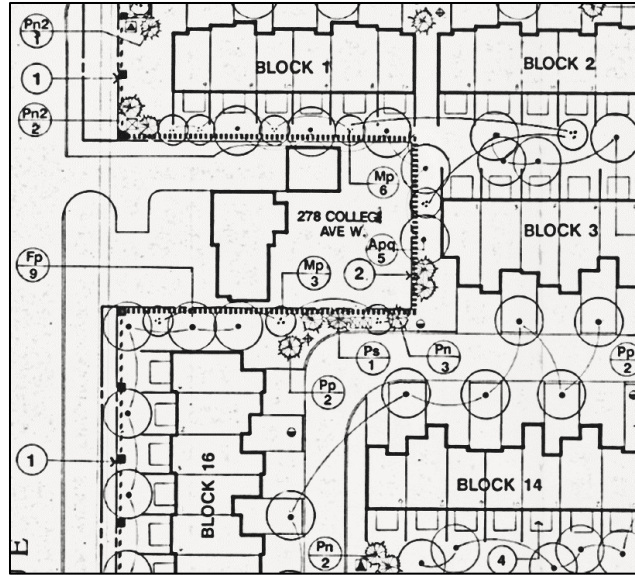 Pn2
1
BLOCK 1
BLOCK 2
1
Pn2
2
Mp
6
278 COLLEGE
AVE W.
Apq
5
2
BLOCK 3
Fp
9
Mp
3
Ps
1
Pn
3
Pp
2
Pp
2
1
BLOCK 16
BLOCK 14
E
Pn
2
4